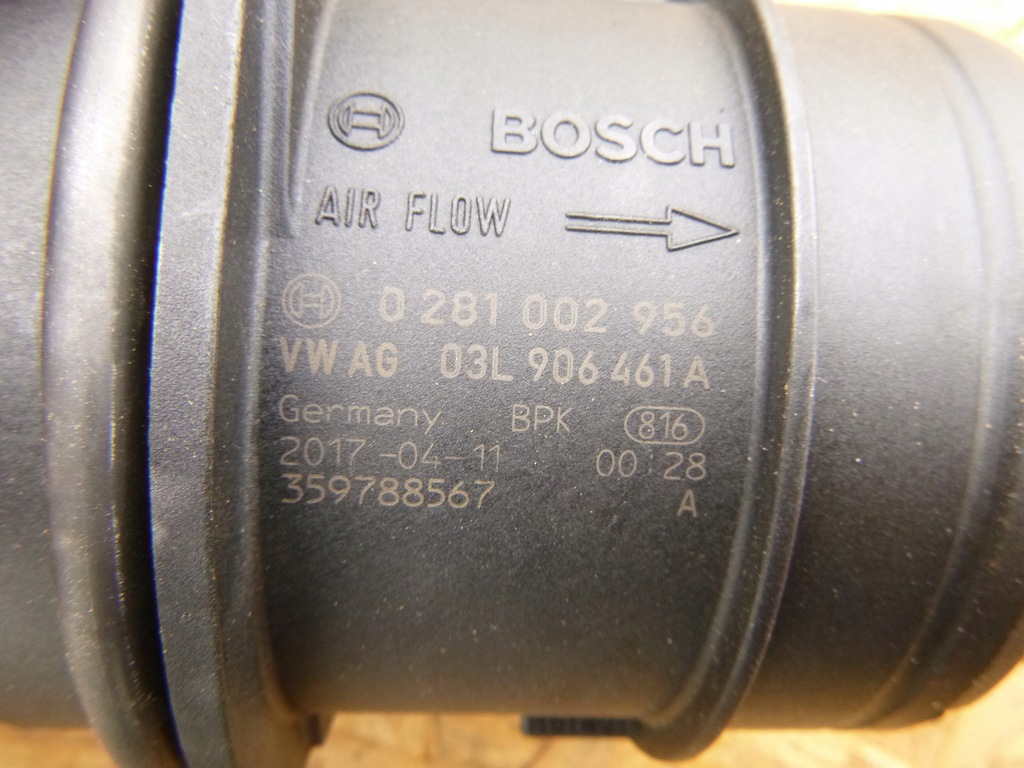 BOSCH
AIR FLOW
0 281 002 956
VW AG 03L 906 461 A
Germany BPK 816
2017-04-11 00 28
359788567 A